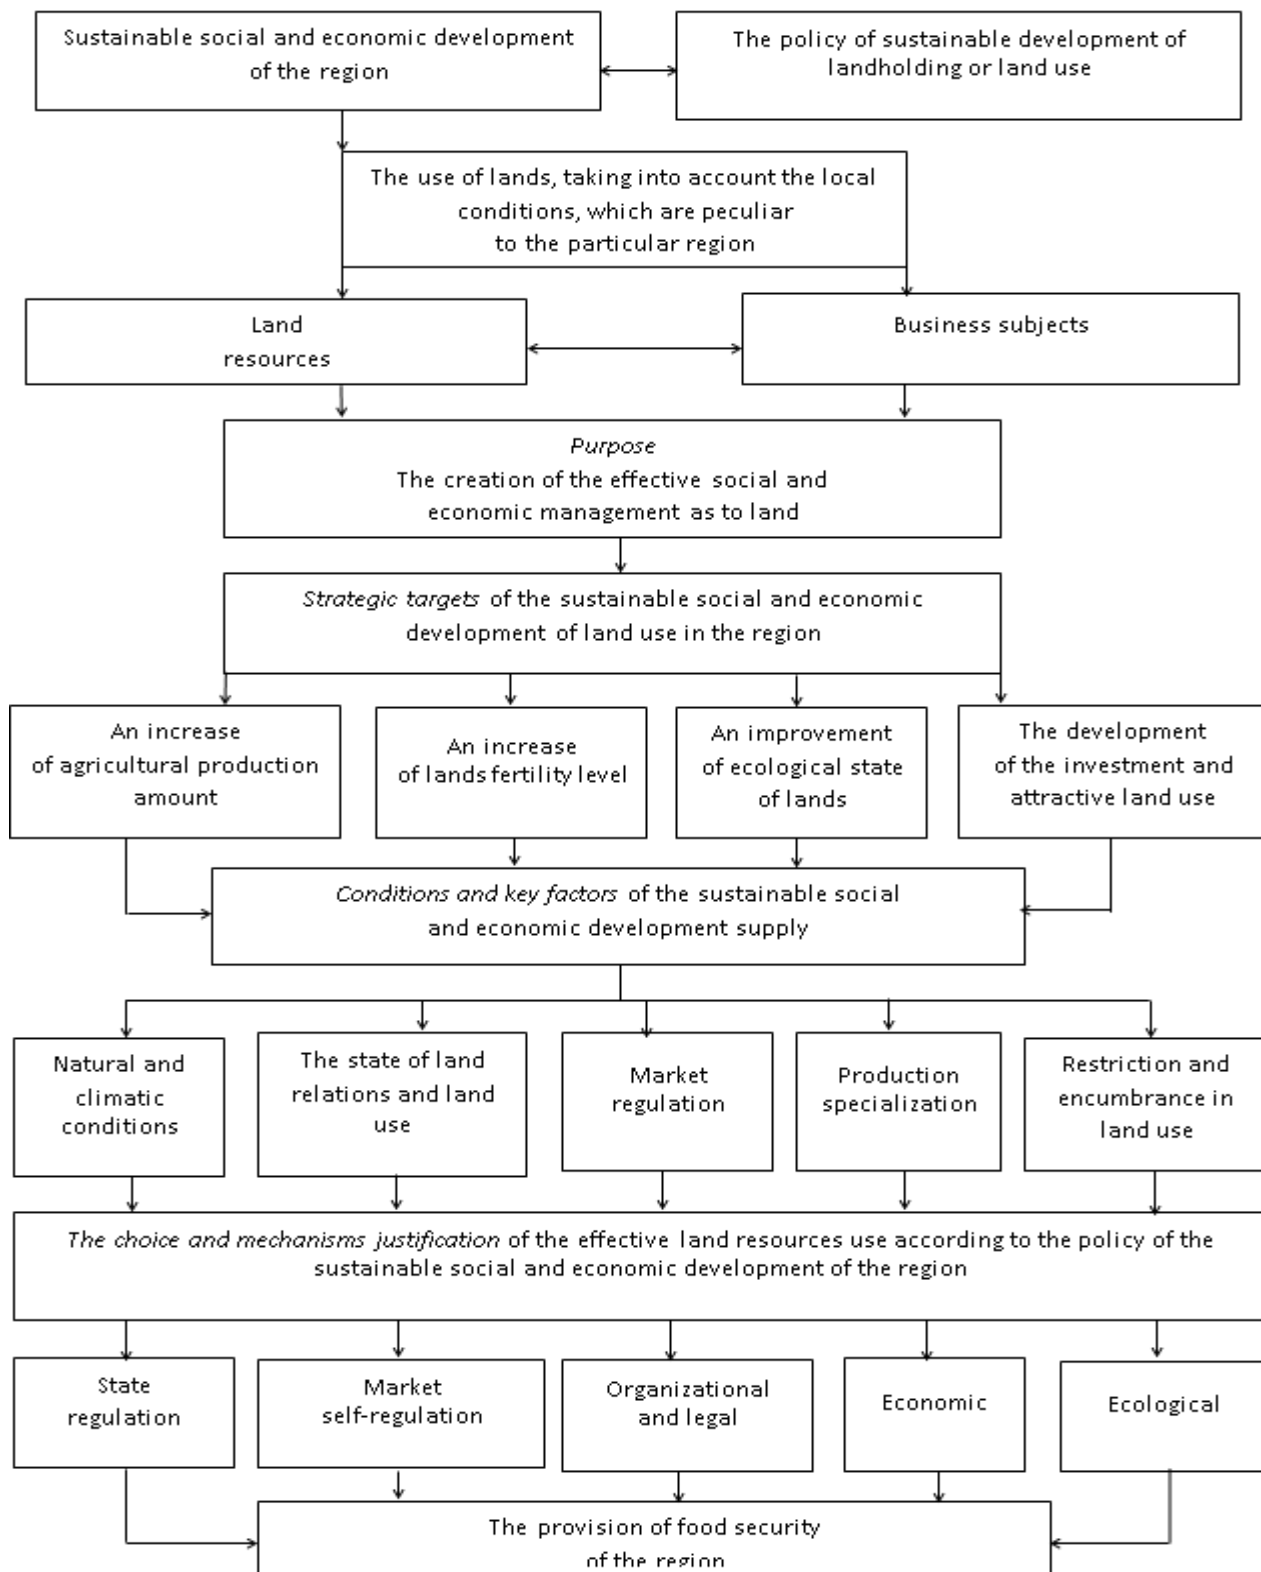 Sustainable social and economic development
of the region
The policy of sustainable development of
landholding or land use
The use of lands, taking into account the local
conditions, which are peculiar
to the particular region
Land
resources
Business subjects
Purpose
The creation of the effective social and
economic management as to land
Strategic targets of the sustainable social and economic
development of land use in the region
An increase
of agricultural production
amount
An increase
of lands fertility level
An improvement
of ecological state
of lands
The development
of the investment and
attractive land use
Conditions and key factors of the sustainable social
and economic development supply
Natural and
climatic
conditions
The state of land
relations and land
use
Market
regulation
Production
specialization
Restriction and
encumbrance in
land use
The choice and mechanisms justification of the effective land resources use according to the policy of the
sustainable social and economic development of the region
State
regulation
Market
self-regulation
Organizational
and legal
Economic
Ecological
The provision of food security
of the region